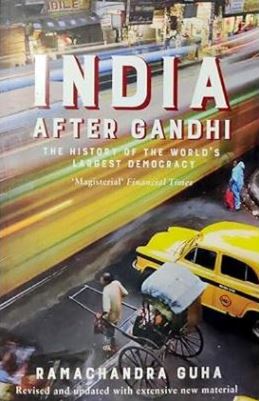 INDIA
AFTER GANDHI
THE HISTORY OF THE WORLD'S
LARGEST DEMOCRACY
'Magisterial' Financial Times
RAMACHANDRA GUHA
Revised and updated with extensive new material